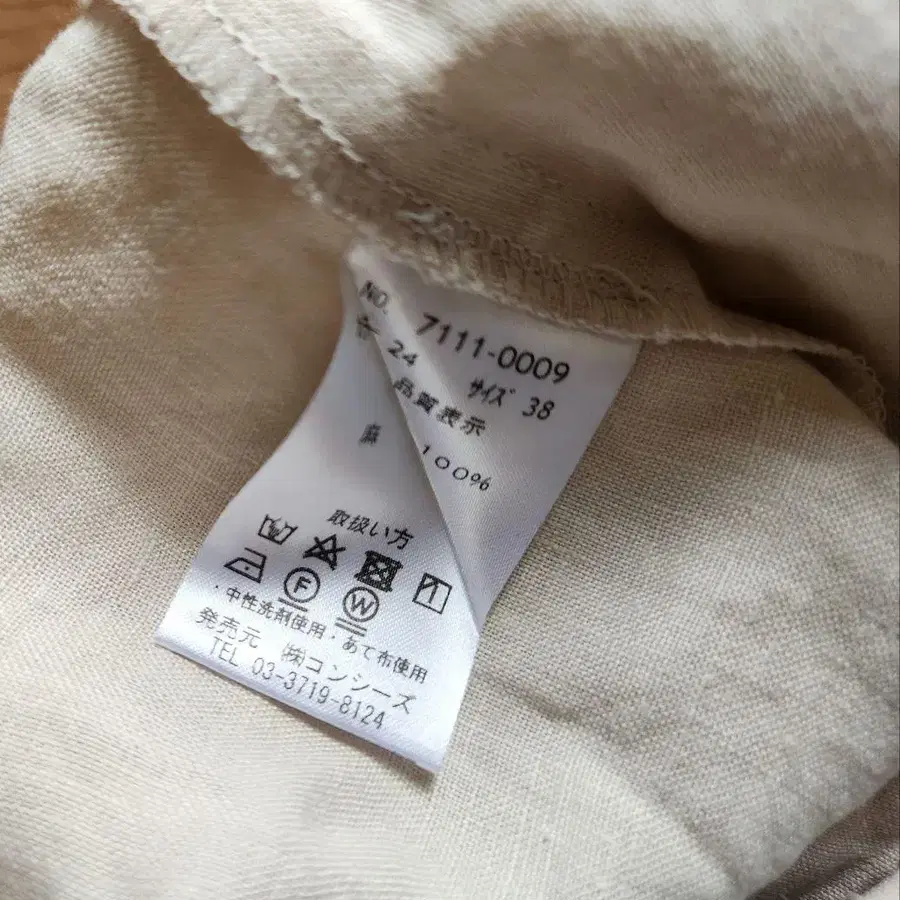 NO. 7111-0009
24 サイズ 38
品質表示
麻 100%
取扱い方
F W
・中性洗剤使用・あて布使用
発売元 ㈱コンシーズ
TEL 03-3719-8124